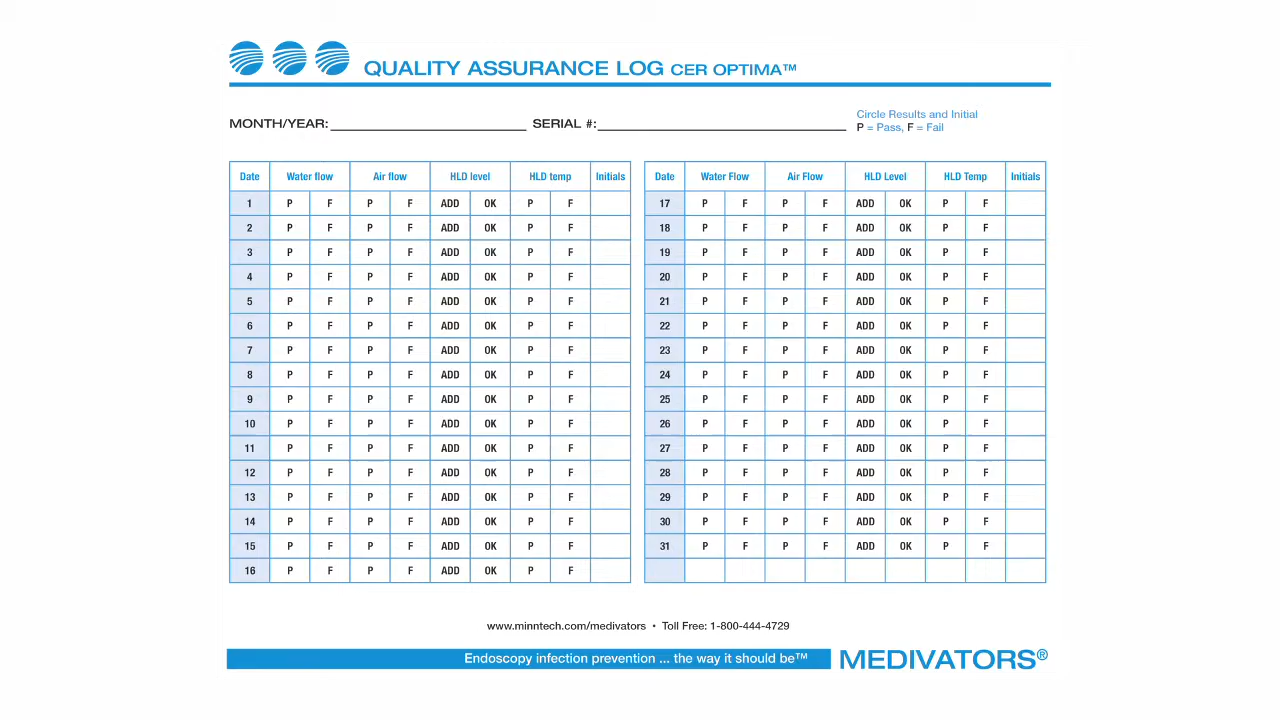 QUALITY ASSURANCE LOG CER OPTIMA™
MONTH/YEAR: SERIAL #:
Circle Results and Initial
P = Pass, F = Fail
Date Water flow Air flow HLD level HLD temp Initials Date Water Flow Air Flow HLD Level HLD Temp Initials
1 P F P F ADD OK P F 17 P F P F ADD OK P F
2 P F P F ADD OK P F 18 P F P F ADD OK P F
3 P F P F ADD OK P F 19 P F P F ADD OK P F
4 P F P F ADD OK P F 20 P F P F ADD OK P F
5 P F P F ADD OK P F 21 P F P F ADD OK P F
6 P F P F ADD OK P F 22 P F P F ADD OK P F
7 P F P F ADD OK P F 23 P F P F ADD OK P F
8 P F P F ADD OK P F 24 P F P F ADD OK P F
9 P F P F ADD OK P F 25 P F P F ADD OK P F
10 P F P F ADD OK P F 26 P F P F ADD OK P F
11 P F P F ADD OK P F 27 P F P F ADD OK P F
12 P F P F ADD OK P F 28 P F P F ADD OK P F
13 P F P F ADD OK P F 29 P F P F ADD OK P F
14 P F P F ADD OK P F 30 P F P F ADD OK P F
15 P F P F ADD OK P F 31 P F P F ADD OK P F
16 P F P F ADD OK P F
www.minntech.com/medivators • Toll Free: 1-800-444-4729
Endoscopy infection prevention ... the way it should be™ MEDIVATORS®